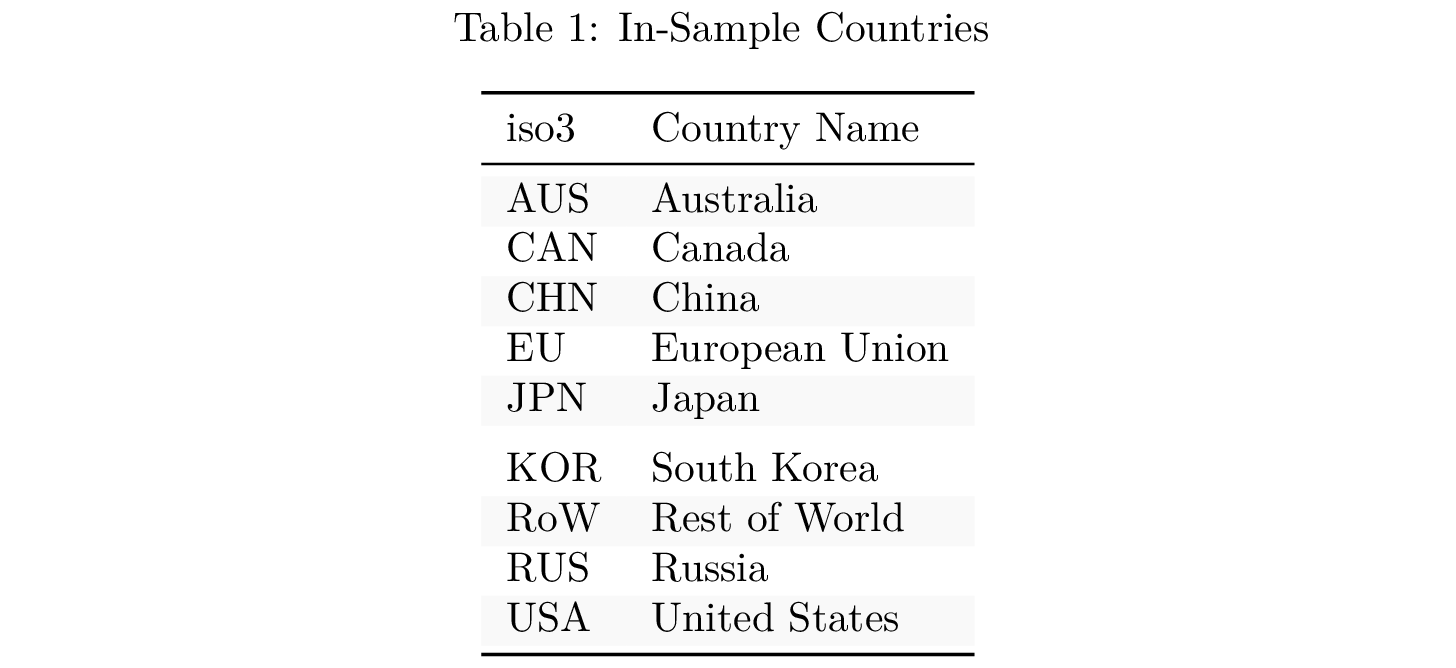 Table 1: In-Sample Countries
iso3 Country Name
AUS Australia
CAN Canada
CHN China
EU European Union
JPN Japan
KOR South Korea
RoW Rest of World
RUS Russia
USA United States